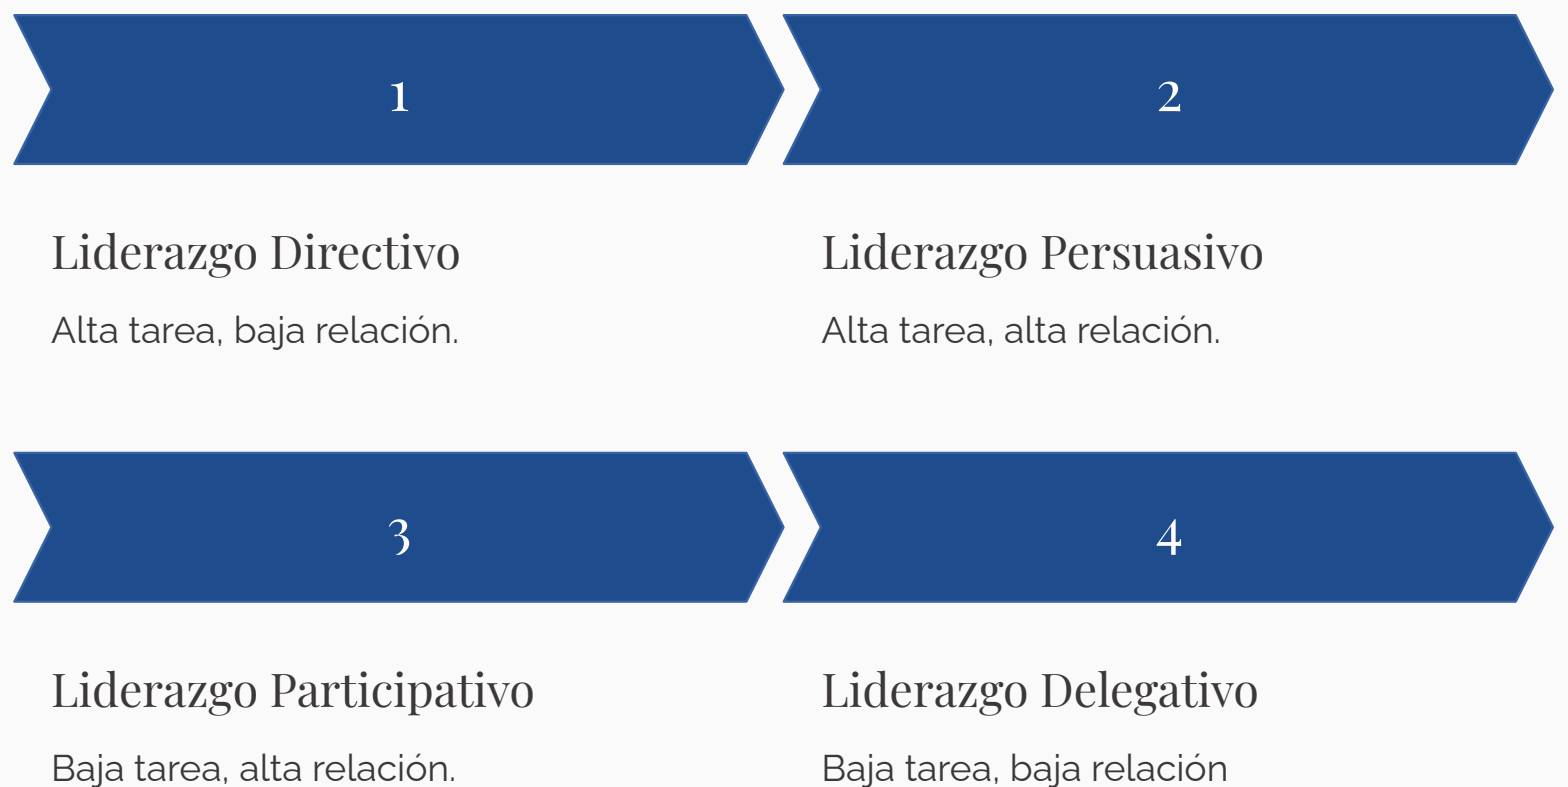 1
Liderazgo Directivo
Alta tarea, baja relación.
2
Liderazgo Persuasivo
Alta tarea, alta relación.
3
Liderazgo Participativo
Baja tarea, alta relación.
4
Liderazgo Delegativo
Baja tarea, baja relación